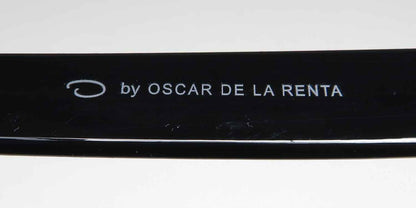 O by OSCAR DE LA RENTA